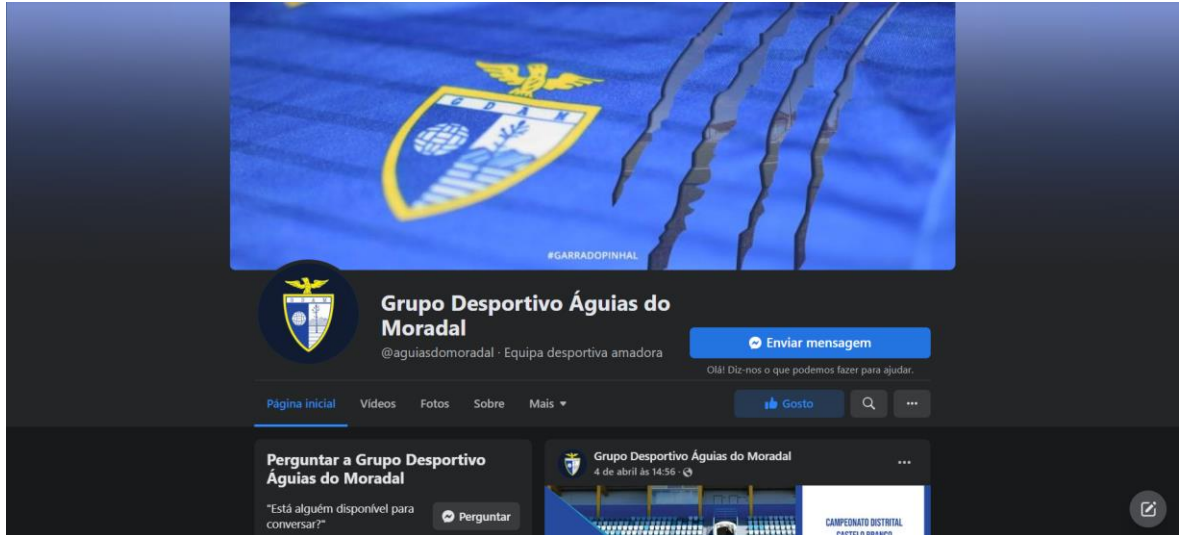 G D A M
#GARRADOPINHAL
G D A M
Grupo Desportivo Águias do
Moradal
@aguiasdomoradal · Equipa desportiva amadora
Enviar mensagem
Olá! Diz-nos o que podemos fazer para ajudar.
Página inicial Vídeos Fotos Sobre Mais
Gosto
Perguntar a Grupo Desportivo
Águias do Moradal
"Está alguém disponível para
conversar?"
Perguntar
Grupo Desportivo Águias do Moradal
4 de abril às 14:56 ·
CAMPEONATO DISTRITAL
CASTELO BRANCO